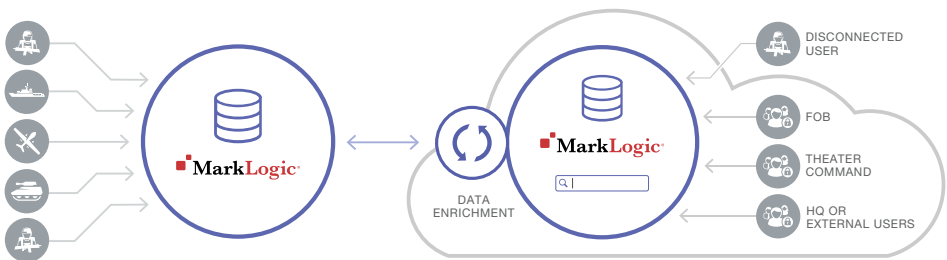 MarkLogic®
DATA
ENRICHMENT
MarkLogic®
DISCONNECTED
USER
FOB
THEATER
COMMAND
HQ OR
EXTERNAL USERS